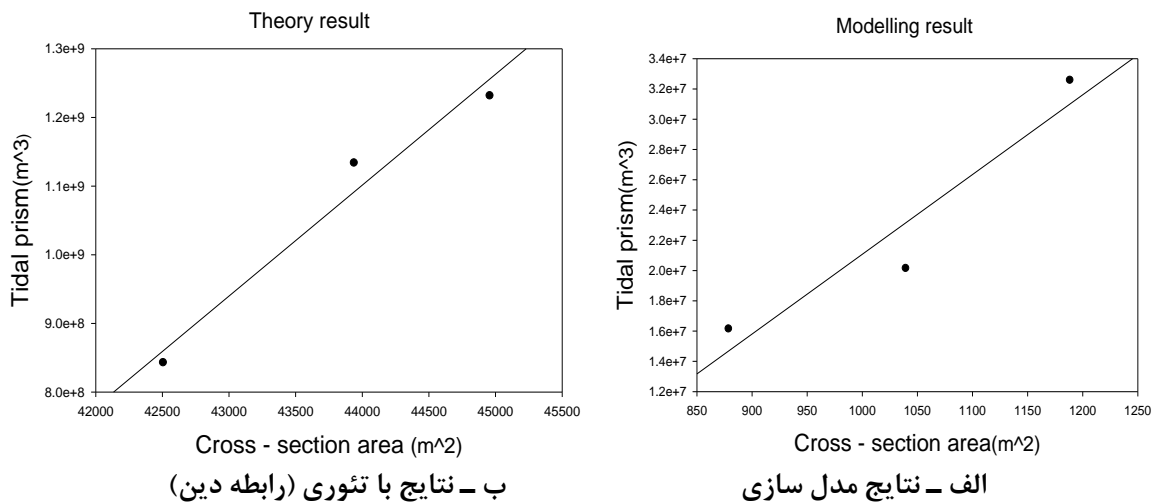 Theory result
Tidal prism(m^3)
1.3e+9
1.2e+9
1.1e+9
1.0e+9
9.0e+8
8.0e+8
42000 42500 43000 43500 44000 44500 45000 45500
Cross - section area (m^2)
ب – نتایج با تئوری (رابطه دین)
Modelling result
Tidal prism(m^3)
3.4e+7
3.2e+7
3.0e+7
2.8e+7
2.6e+7
2.4e+7
2.2e+7
2.0e+7
1.8e+7
1.6e+7
1.4e+7
1.2e+7
850 900 950 1000 1050 1100 1150 1200 1250
Cross - section area(m^2)
الف – نتایج مدل سازی